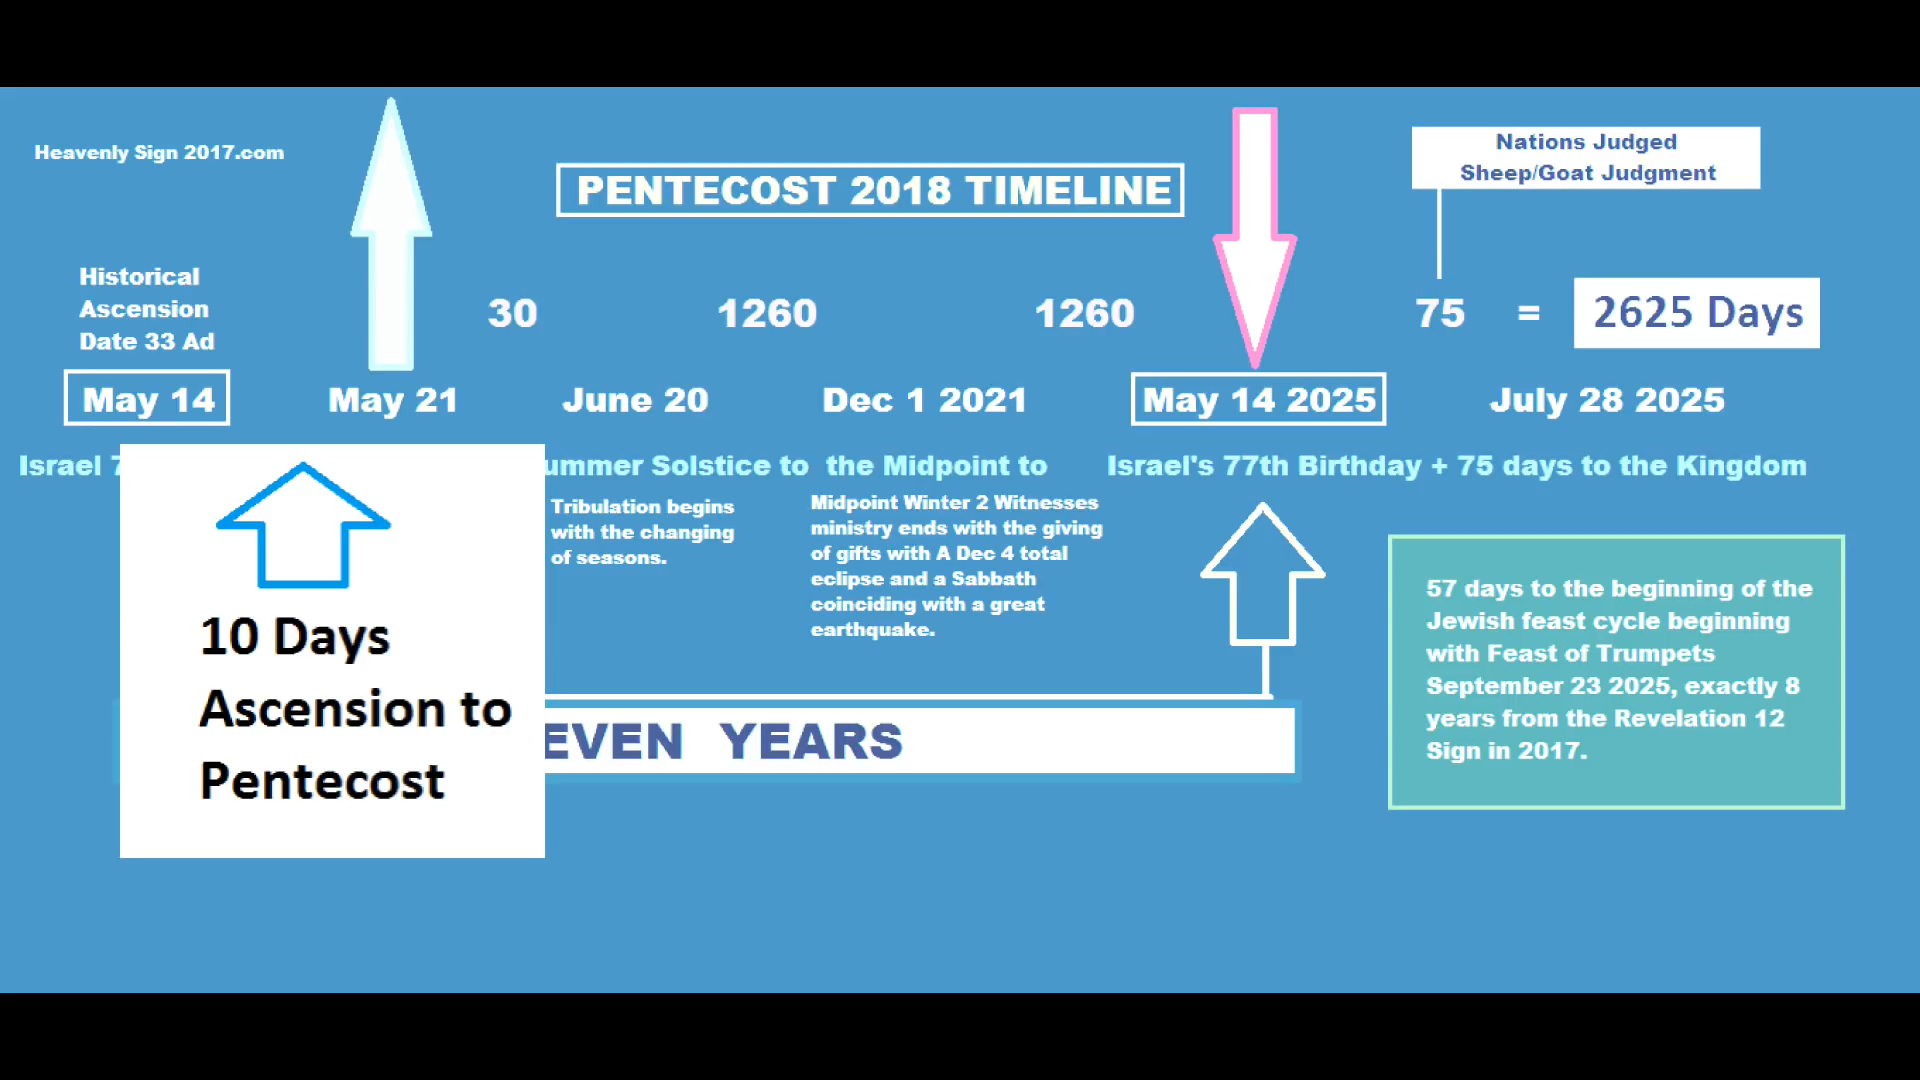 Heavenly Sign 2017.com
PENTECOST 2018 TIMELINE
Nations Judged
Sheep/Goat Judgment
Historical
Ascension
Date 33 Ad
30
1260
1260
75
=
2625 Days
May 14
May 21
June 20
Dec 1 2021
May 14 2025
July 28 2025
Israel
Solstice to the Midpoint to
Israel's 77th Birthday + 75 days to the Kingdom
Tribulation begins
with the changing
of seasons.
Midpoint Winter 2 Witnesses
ministry ends with the giving
of gifts with A Dec 4 total
eclipse and a Sabbath
coinciding with a great
earthquake.
57 days to the beginning of the
Jewish feast cycle beginning
with Feast of Trumpets
September 23 2025, exactly 8
years from the Revelation 12
Sign in 2017.
10 Days
Ascension to
Pentecost
YEARS